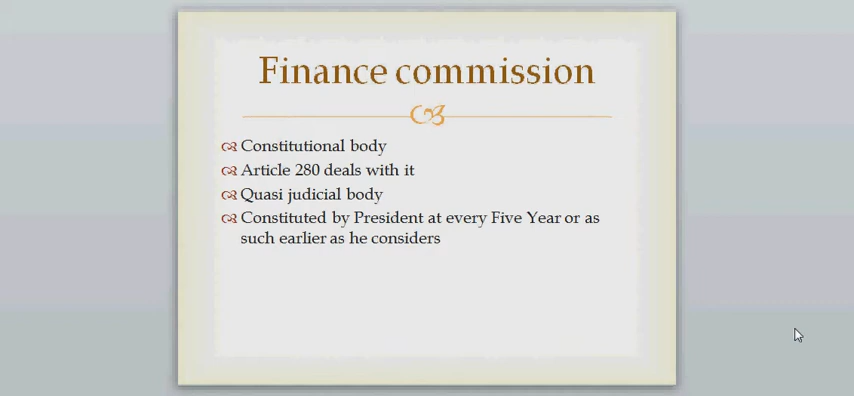 Finance commission
Constitutional body
Article 280 deals with it
Quasi judicial body
Constituted by President at every Five Year or as
such earlier as he considers